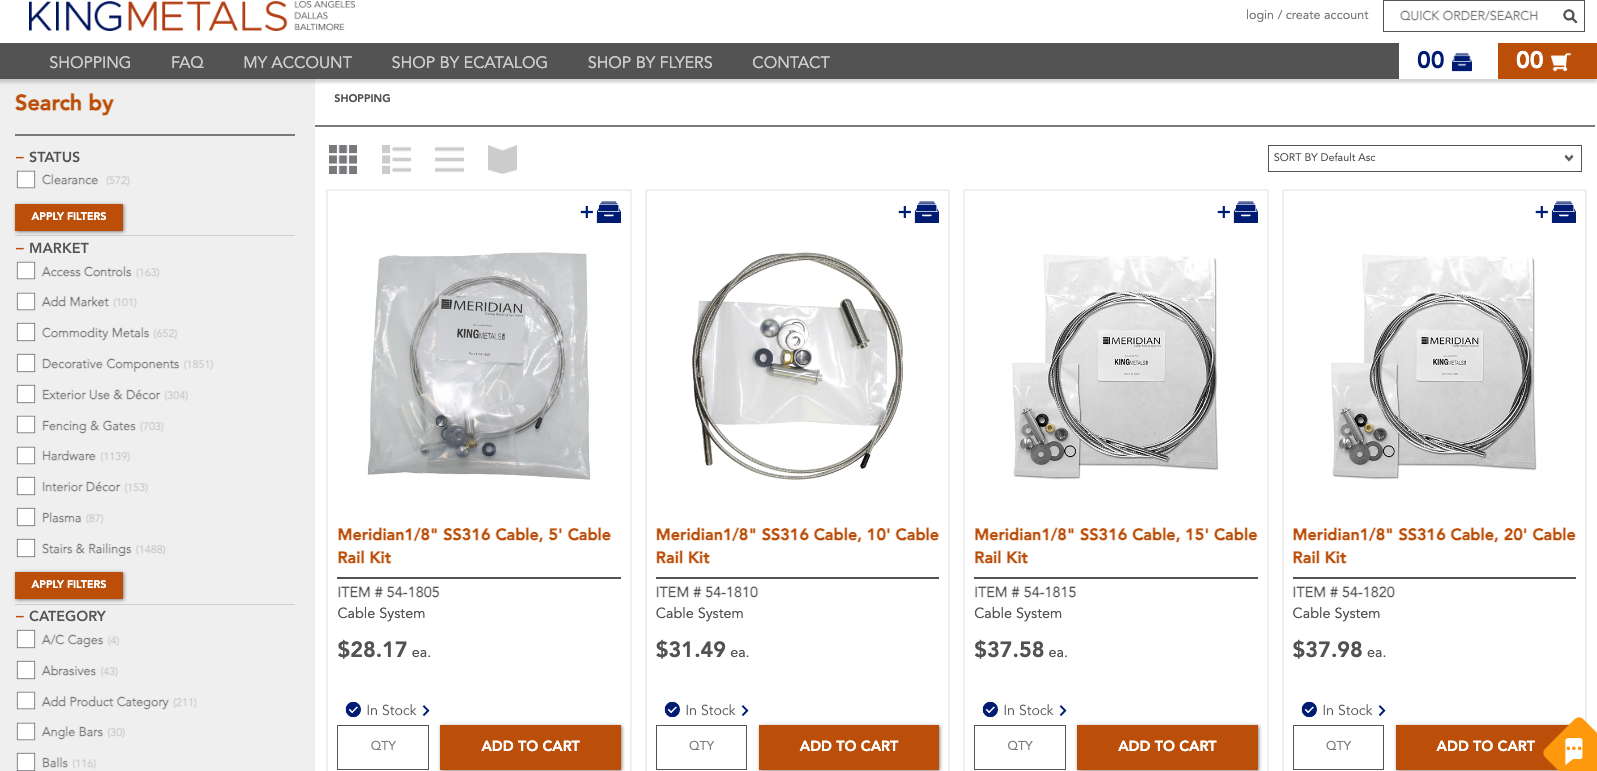 KINGMETALS
LOS ANGELES
DALLAS
BALTIMORE
login / create account
QUICK ORDER/SEARCH
SHOPPING
FAQ
MY ACCOUNT
SHOP BY ECATALOG
SHOP BY FLYERS
CONTACT
00
00
Search by
– STATUS
Clearance (572)
APPLY FILTERS
– MARKET
Access Controls (163)
Add Market (101)
Commodity Metals (652)
Decorative Components (1851)
Exterior Use & Décor (304)
Fencing & Gates (703)
Hardware (1139)
Interior Décor (153)
Plasma (87)
Stairs & Railings (1488)
APPLY FILTERS
– CATEGORY
A/C Cages (4)
Abrasives (43)
Add Product Category (211)
Angle Bars (30)
Balls (116)
SHOPPING
SORT BY Default Asc
+
MERIDIAN
KINGMETALS
Meridian1/8" SS316 Cable, 5' Cable
Rail Kit
ITEM # 54-1805
Cable System
$28.17 ea.
In Stock
QTY
ADD TO CART
+
Meridian1/8" SS316 Cable, 10' Cable
Rail Kit
ITEM # 54-1810
Cable System
$31.49 ea.
In Stock
QTY
ADD TO CART
+
MERIDIAN
KINGMETALS
Meridian1/8" SS316 Cable, 15' Cable
Rail Kit
ITEM # 54-1815
Cable System
$37.58 ea.
In Stock
QTY
ADD TO CART
+
MERIDIAN
KINGMETALS
Meridian1/8" SS316 Cable, 20' Cable
Rail Kit
ITEM # 54-1820
Cable System
$37.98 ea.
In Stock
QTY
ADD TO CART